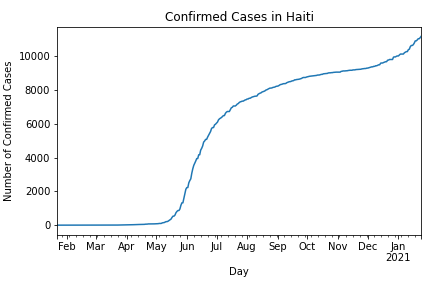 Confirmed Cases in Haiti
Number of Confirmed Cases
10000
8000
6000
4000
2000
0
Feb Mar Apr May Jun Jul Aug Sep Oct Nov Dec Jan
2021
Day